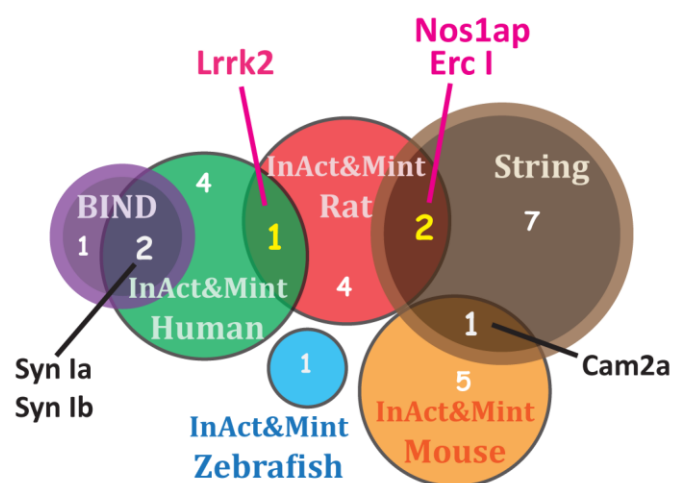 Nos1ap
Erc I
Lrrk2
InAct&Mint
Rat
String
BIND
4
7
1
2
1
2
4
InAct&Mint
Human
1
1
5
Cam2a
Syn Ia
Syn Ib
InAct&Mint
Mouse
InAct&Mint
Zebrafish